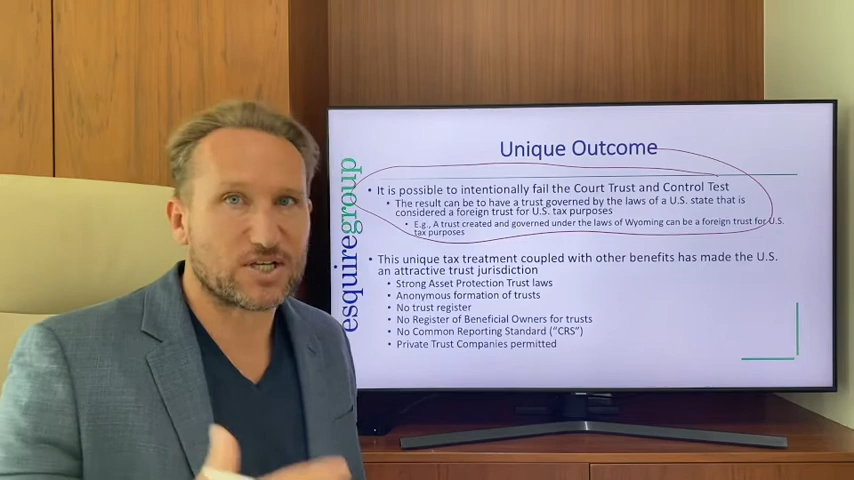 esquiregroup
Unique Outcome
• It is possible to intentionally fail the Court Trust and Control Test
• The result can be to have a trust governed by the laws of a U.S. state that is
considered a foreign trust for U.S. tax purposes
• E.g., A trust created and governed under the laws of Wyoming can be a foreign trust for U.S.
tax purposes
• This unique tax treatment coupled with other benefits has made the U.S.
an attractive trust jurisdiction
• Strong Asset Protection Trust laws
• Anonymous formation of trusts
• No trust register
• No Register of Beneficial Owners for trusts
• No Common Reporting Standard (“CRS”)
• Private Trust Companies permitted